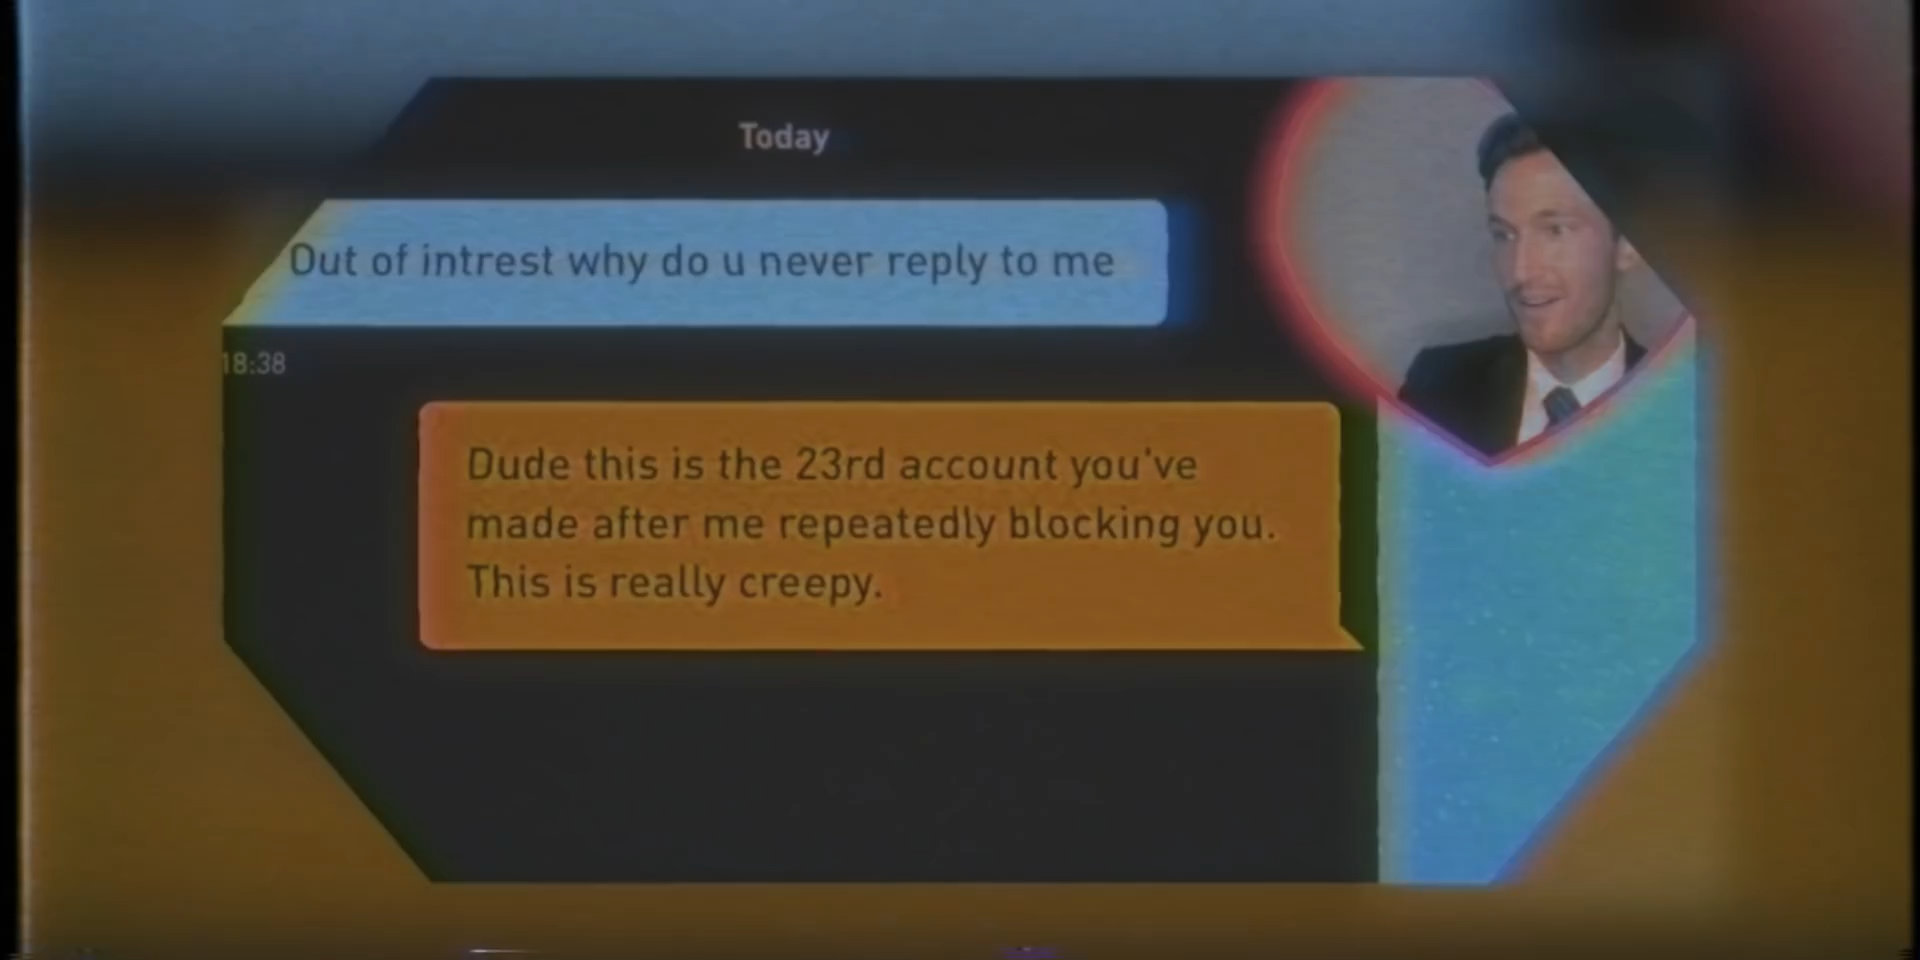 Today
Out of intrest why do u never reply to me
18:38
Dude this is the 23rd account you've
made after me repeatedly blocking you.
This is really creepy.